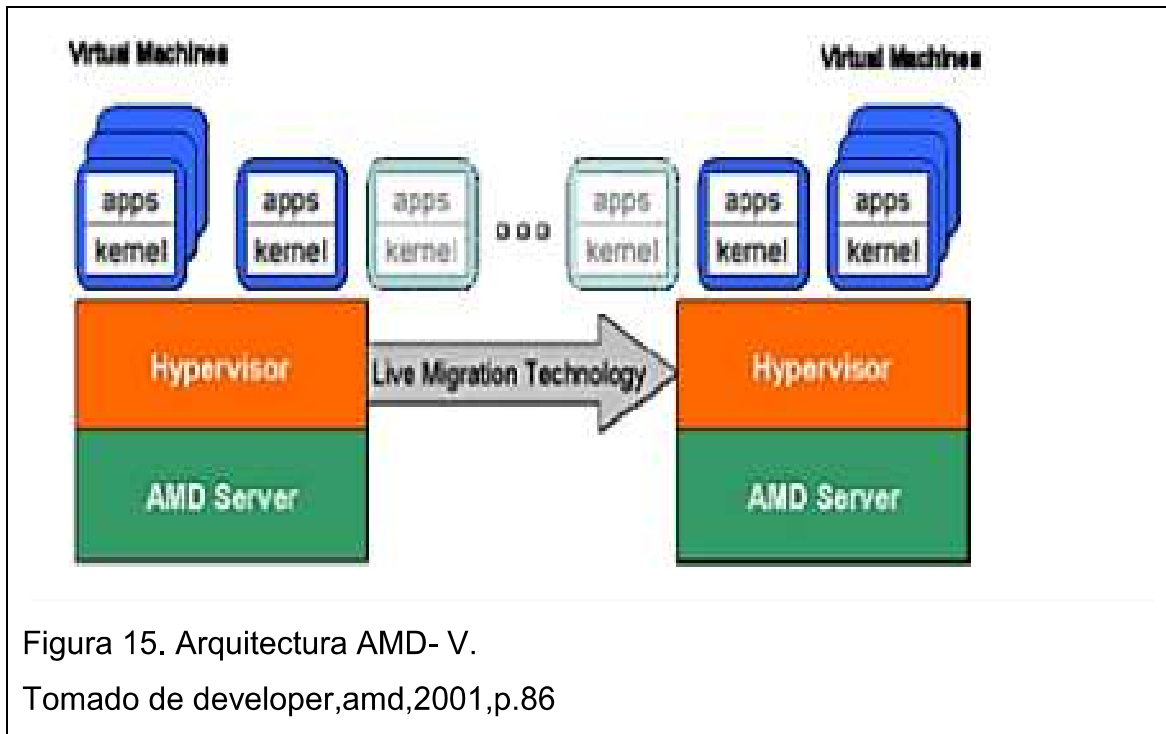 Virtual Machines Virtual Machines
apps apps apps apps apps apps
kernel kernel kernel ooo kernel kernel kernel
Hypervisor Live Migration Technology Hypervisor
AMD Server AMD Server
Figura 15. Arquitectura AMD- V.
Tomado de developer,amd,2001,p.86